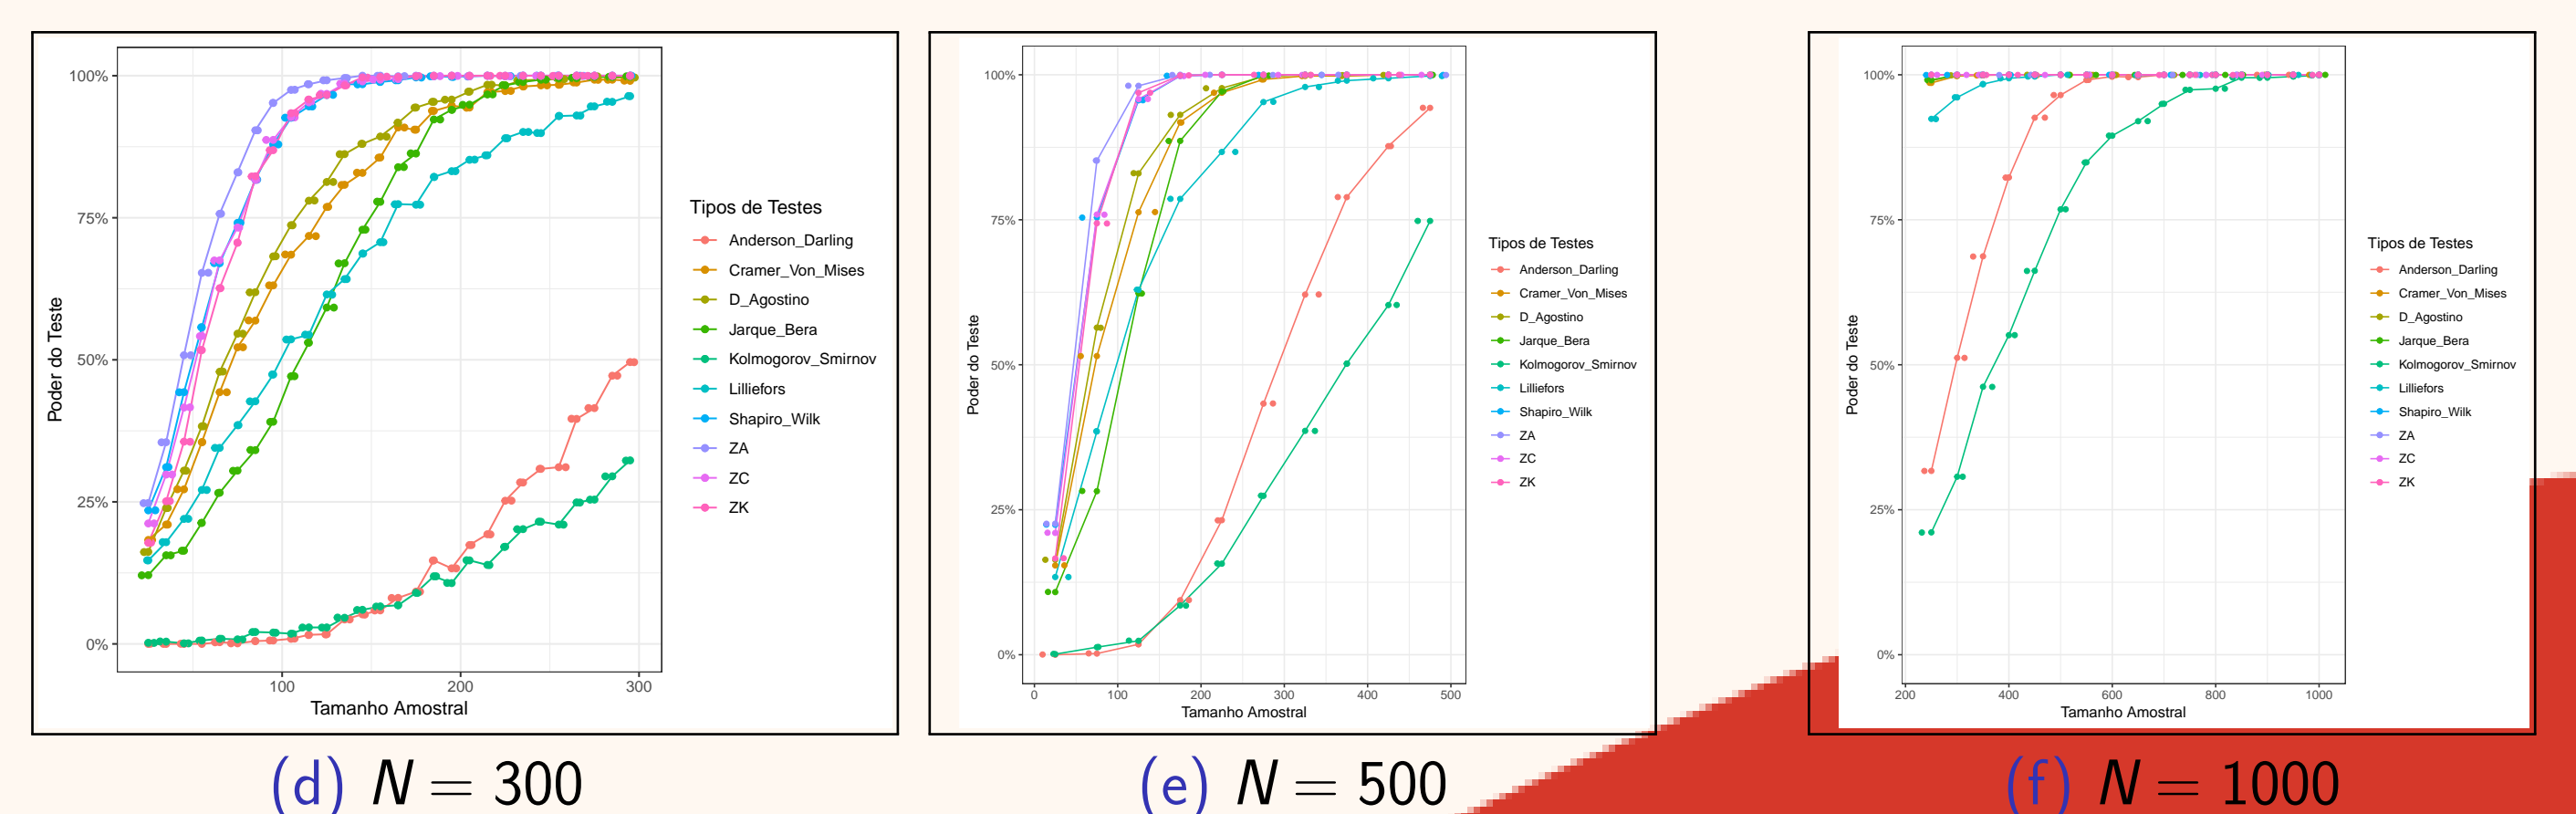 100%
75%
50%
25%
0%
Poder do Teste
100
200
300
Tamanho Amostral
Tipos de Testes
Anderson_Darling
Cramer_Von_Mises
D_Agostino
Jarque_Bera
Kolmogorov_Smirnov
Lilliefors
Shapiro_Wilk
ZA
ZC
ZK
(d) N = 300
100%
75%
50%
25%
0%
Poder do Teste
0
100
200
300
400
500
Tamanho Amostral
Tipos de Testes
Anderson_Darling
Cramer_Von_Mises
D_Agostino
Jarque_Bera
Kolmogorov_Smirnov
Lilliefors
Shapiro_Wilk
ZA
ZC
ZK
(e) N = 500
100%
75%
50%
25%
0%
Poder do Teste
200
400
600
800
1000
Tamanho Amostral
Tipos de Testes
Anderson_Darling
Cramer_Von_Mises
D_Agostino
Jarque_Bera
Kolmogorov_Smirnov
Lilliefors
Shapiro_Wilk
ZA
ZC
ZK
(f) N = 1000